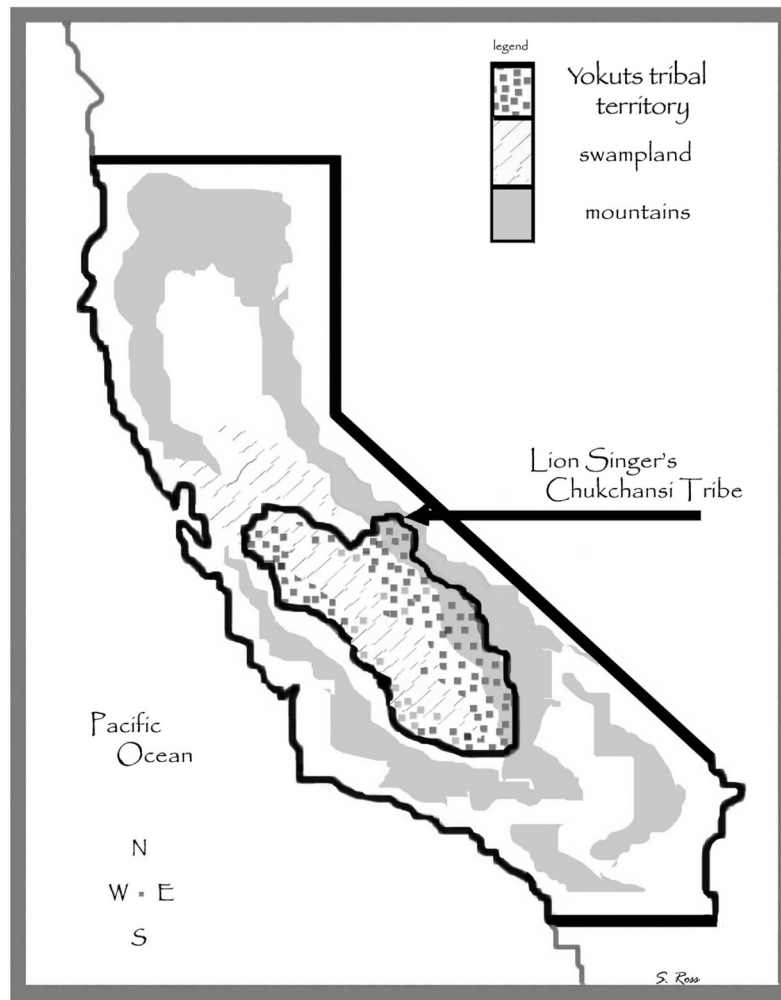 legend
Yokuts tribal
territory
swampland
mountains
Lion Singer's
Chukchansi Tribe
Pacific
Ocean
N
W E
S
S. Ross